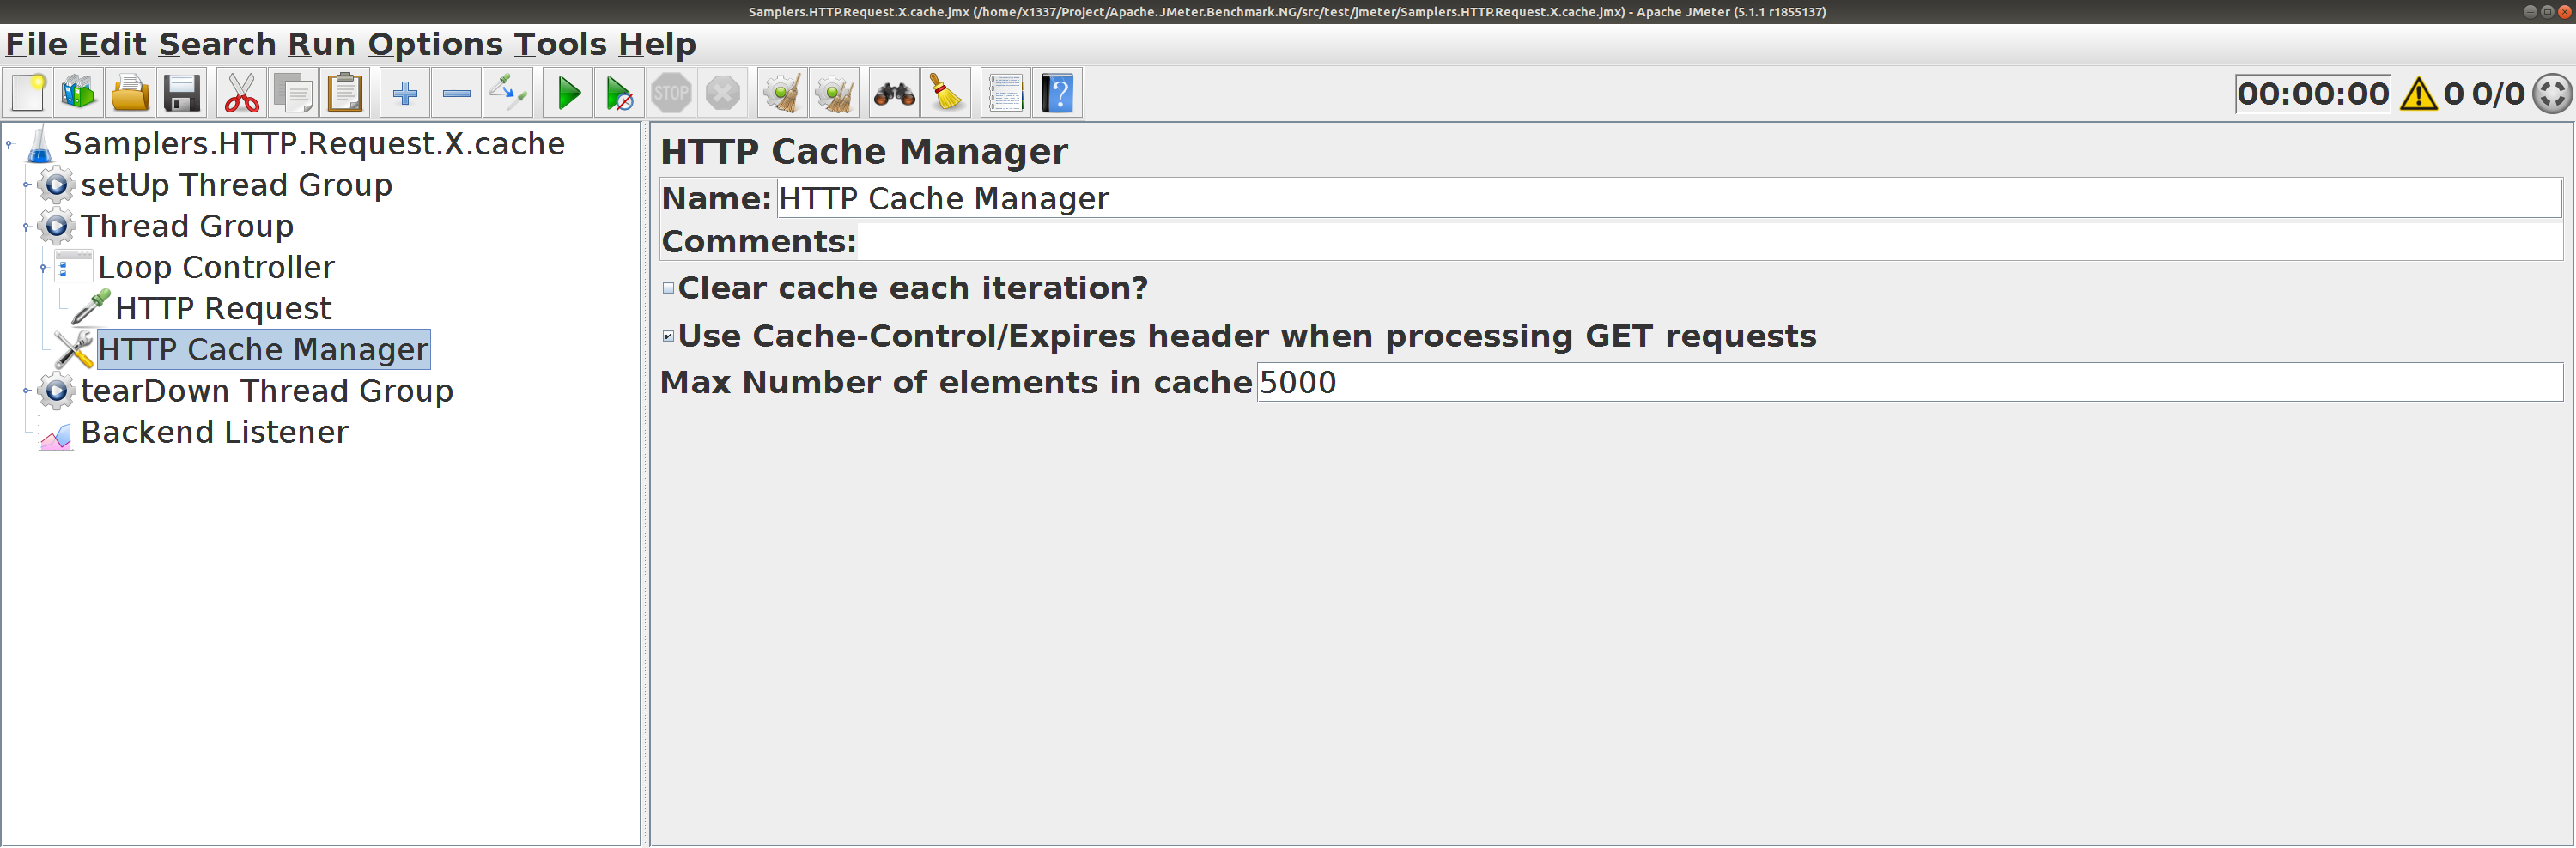 Samplers.HTTP.Request.X.cache.jmx (/home/x1337/Project/Apache.JMeter.Benchmark.NG/src/test/jmeter/Samplers.HTTP.Request.X.cache.jmx) - Apache JMeter (5.1.1 r1855137)
File Edit Search Run Options Tools Help
STOP
00:00:00 0 0/0
Samplers.HTTP.Request.X.cache
setUp Thread Group
Thread Group
Loop Controller
HTTP Request
HTTP Cache Manager
tearDown Thread Group
Backend Listener
HTTP Cache Manager
Name: HTTP Cache Manager
Comments:
Clear cache each iteration?
Use Cache-Control/Expires header when processing GET requests
Max Number of elements in cache 5000